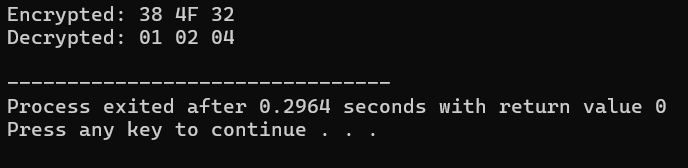 Encrypted: 38 4F 32
Decrypted: 01 02 04
--------------------------------
Process exited after 0.2964 seconds with return value 0
Press any key to continue . . .